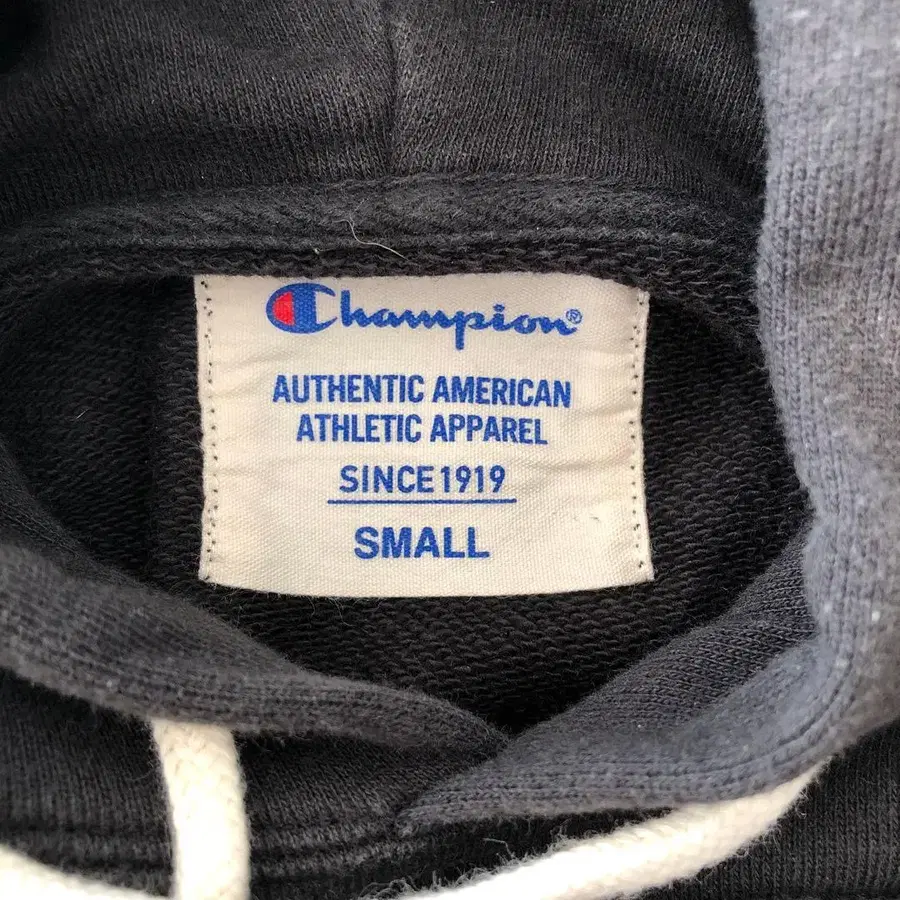 Champion®
AUTHENTIC AMERICAN
ATHLETIC APPAREL
SINCE 1919
SMALL